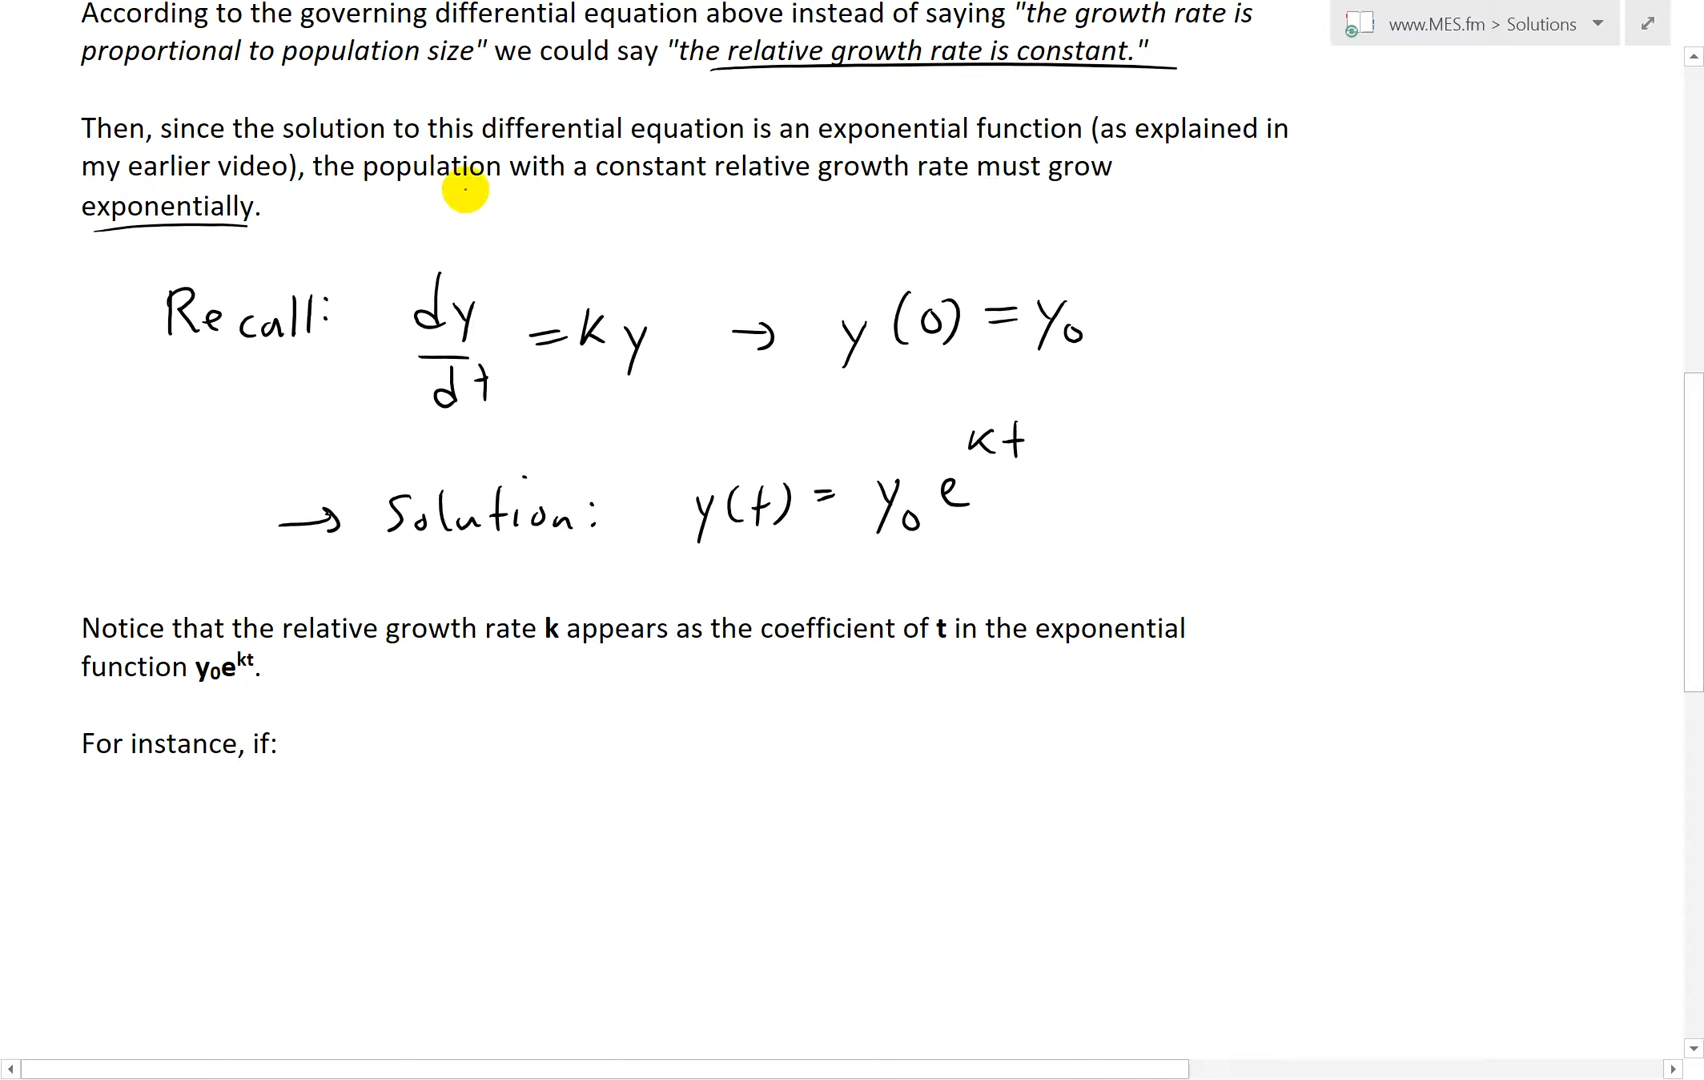 According to the governing differential equation above instead of saying "the growth rate is
proportional to population size" we could say "the relative growth rate is constant."
www.MES.fm > Solutions
Then, since the solution to this differential equation is an exponential function (as explained in
my earlier video), the population with a constant relative growth rate must grow
exponentially.
Recall: dy/dt = ky → y(0) = y₀
→ Solution: y(t) = y₀ e^kt
Notice that the relative growth rate k appears as the coefficient of t in the exponential
function y₀e^kt.
For instance, if: